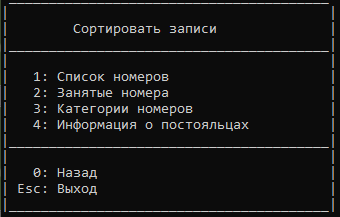 Сортировать записи
1: Список номеров
2: Занятые номера
3: Категории номеров
4: Информация о постояльцах
0: Назад
Esc: Выход